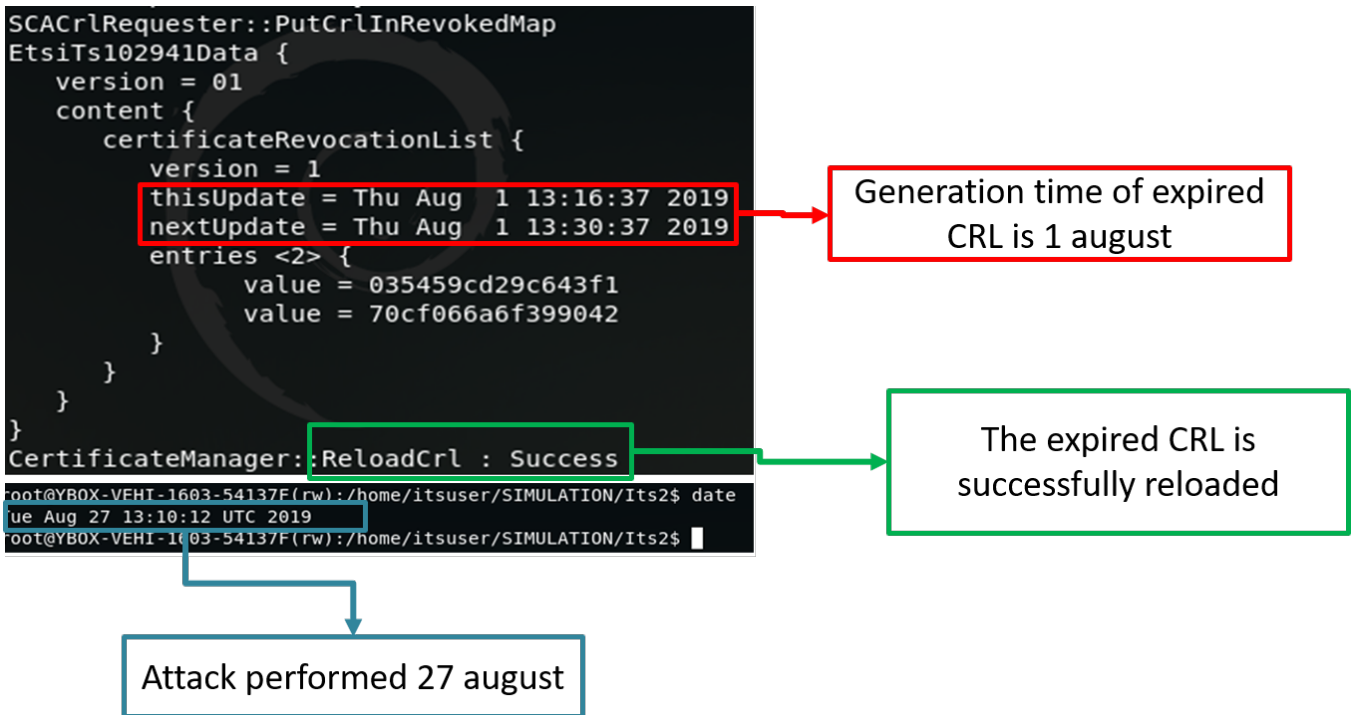 SCACrlRequester::PutCrlInRevokedMap
EtsiTs102941Data {
version = 01
content {
certificateRevocationList {
version = 1
thisUpdate = Thu Aug  1 13:16:37 2019
nextUpdate = Thu Aug  1 13:30:37 2019
entries <2> {
value = 035459cd29c643f1
value = 70cf066a6f399042
}
}
}
}
CertificateManager::ReloadCrl : Success
root@YBOX-VEHI-1603-54137F(rw):/home/itsuser/SIMULATION/Its2$ date
Tue Aug 27 13:10:12 UTC 2019
root@YBOX-VEHI-1603-54137F(rw):/home/itsuser/SIMULATION/Its2$
Generation time of expired
CRL is 1 august
The expired CRL is
successfully reloaded
Attack performed 27 august